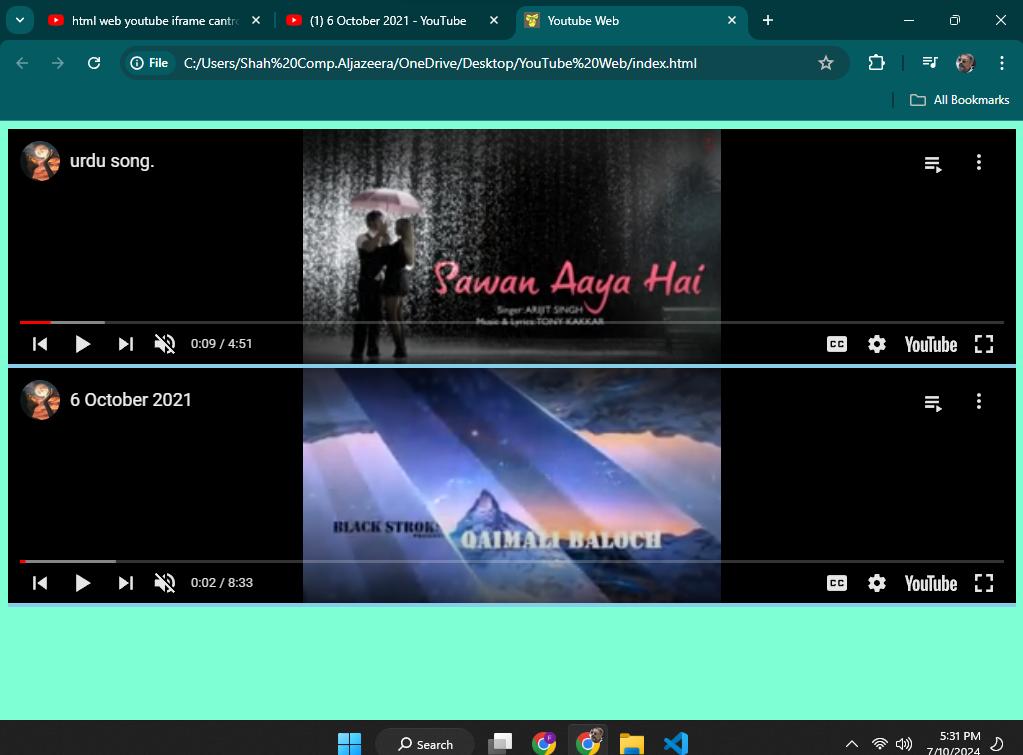 html web youtube iframe cantro
(1) 6 October 2021 - YouTube
Youtube Web
File
C:/Users/Shah%20Comp.Aljazeera/OneDrive/Desktop/YouTube%20Web/index.html
All Bookmarks
urdu song.
Sawan Aaya Hai
Singer: ARIJIT SINGH
Music & Lyrics: TONY KAKKAR
0:09 / 4:51
CC
YouTube
6 October 2021
BLACK STROKE
QAIMALI BALOCH
0:02 / 8:33
CC
YouTube
Search
5:31 PM
7/10/2024